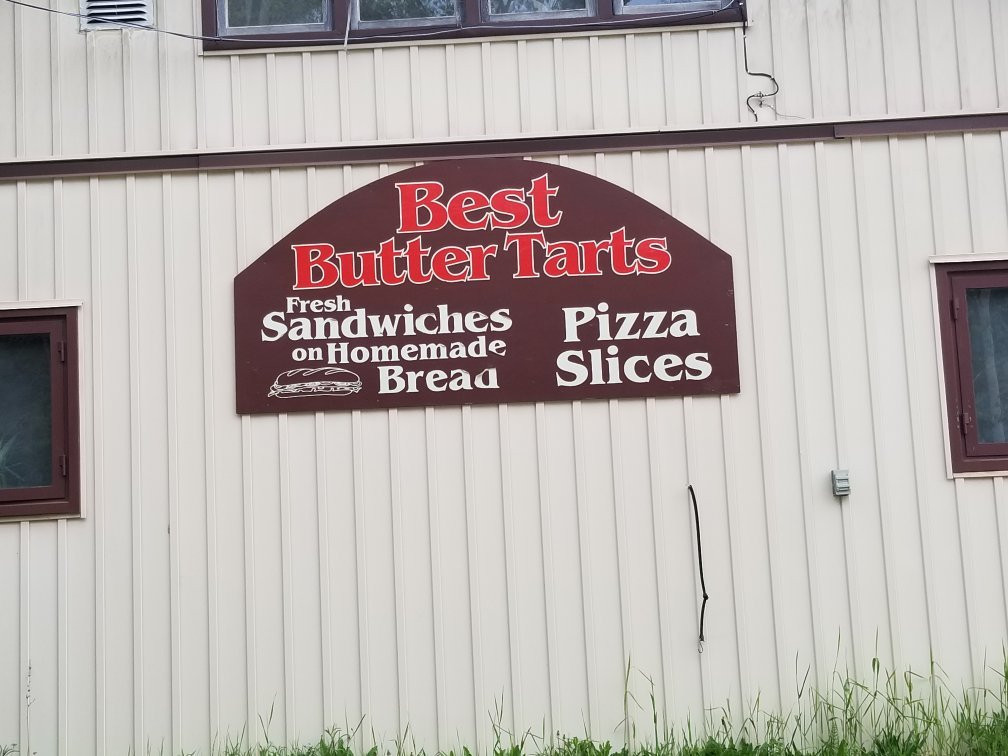 Best
Butter Tarts
Fresh
Sandwiches
on Homemade
Bread
Pizza
Slices